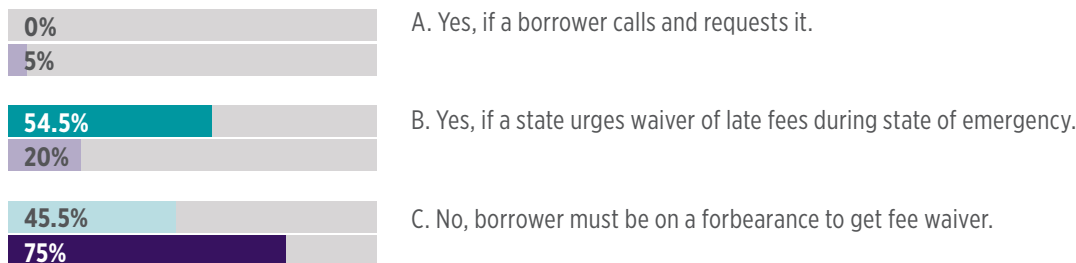 0%
A. Yes, if a borrower calls and requests it.
5%
54.5%
B. Yes, if a state urges waiver of late fees during state of emergency.
20%
45.5%
C. No, borrower must be on a forbearance to get fee waiver.
75%